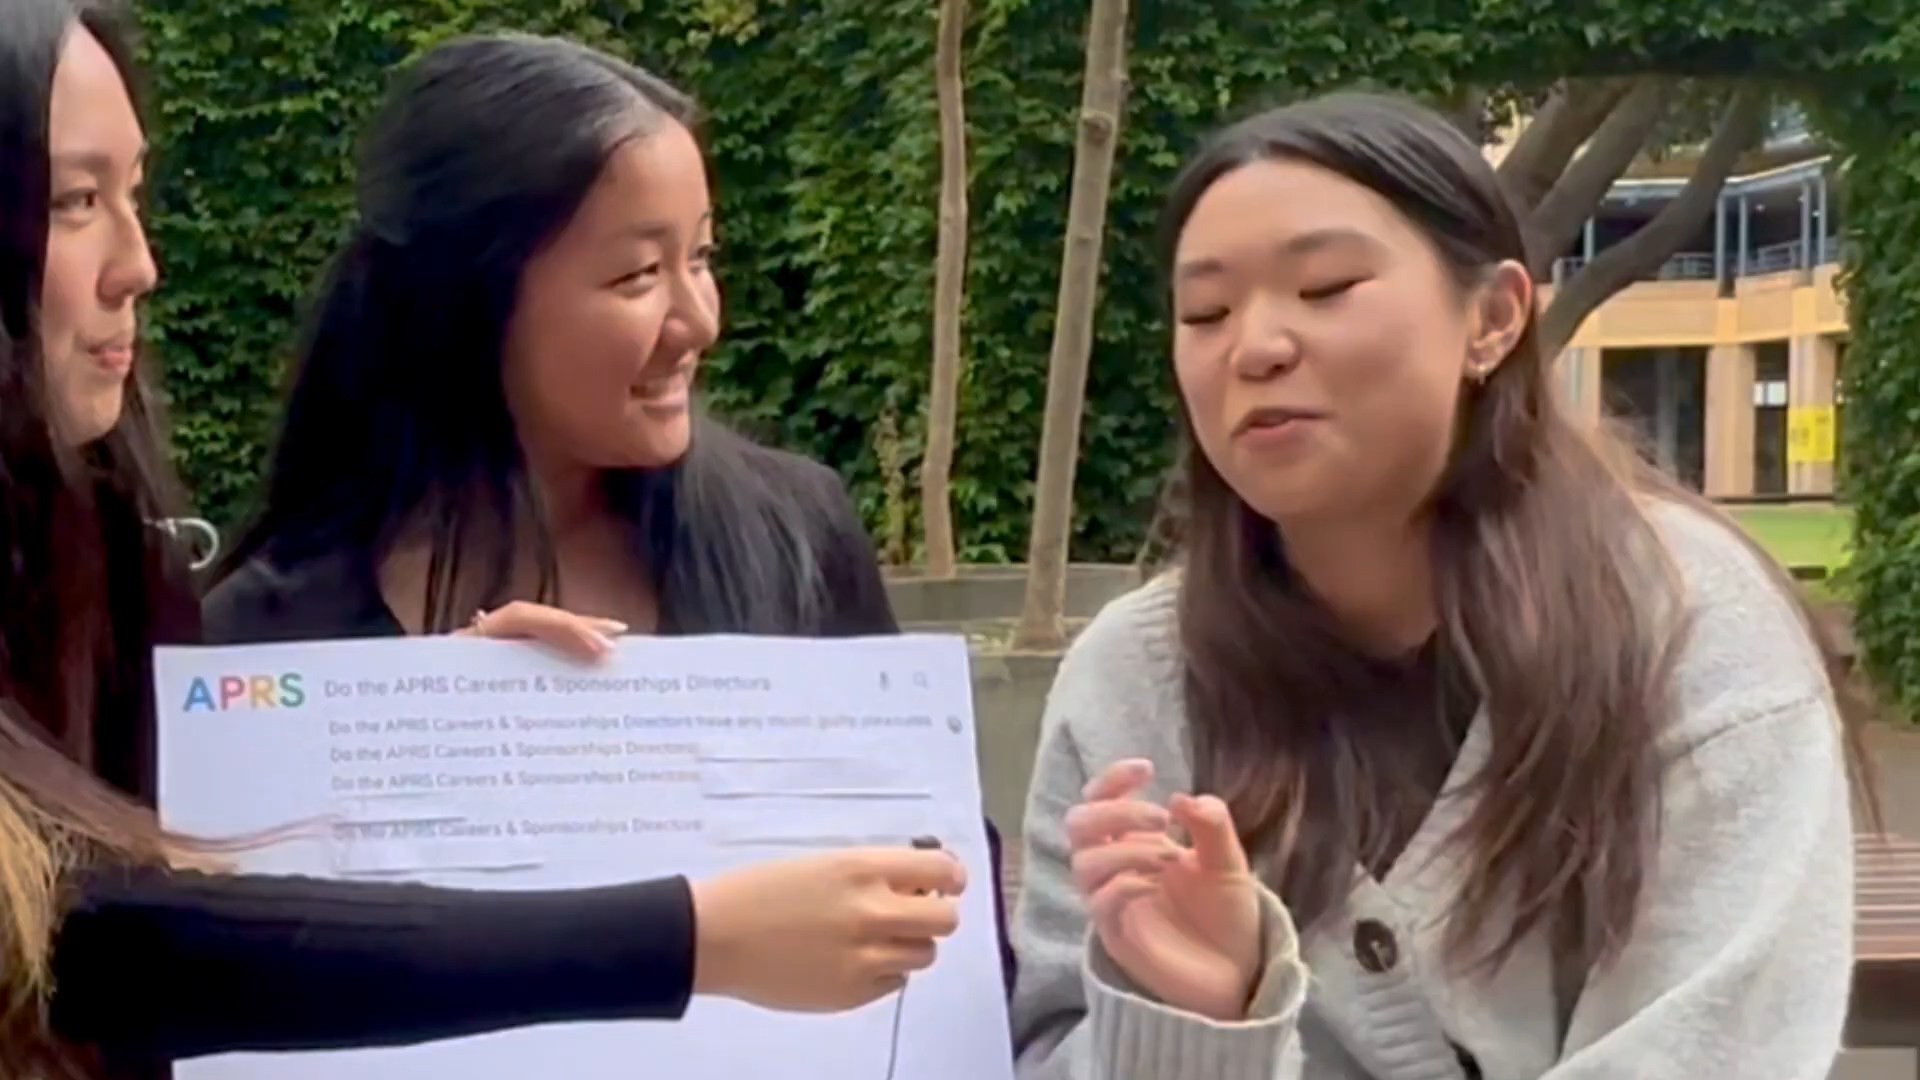 APRS Do the APRS Careers & Sponsorships Directors
Do the APRS Careers & Sponsorships Directors have any music guilty pleasures
Do the APRS Careers & Sponsorships Directors
Do the APRS Careers & Sponsorships Directors
Do the APRS Careers & Sponsorships Directors